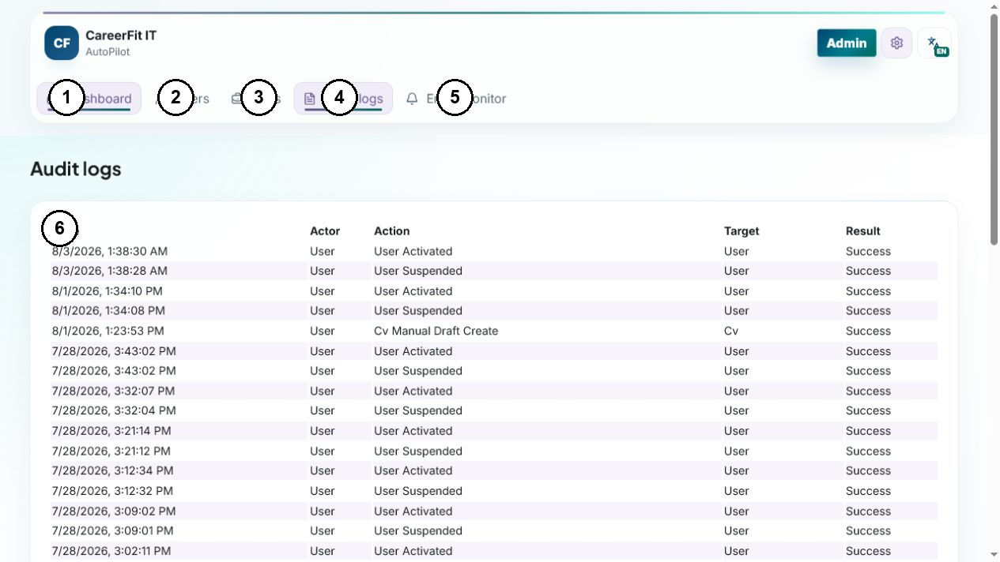 CF
CareerFit IT
AutoPilot
Admin
EN
1 shboard 2 ers 3 s 4 logs 5 E onitor
Audit logs
6 Actor Action Target Result
8/3/2026, 1:38:30 AM User User Activated User Success
8/3/2026, 1:38:28 AM User User Suspended User Success
8/1/2026, 1:34:10 PM User User Activated User Success
8/1/2026, 1:34:08 PM User User Suspended User Success
8/1/2026, 1:23:53 PM User Cv Manual Draft Create Cv Success
7/28/2026, 3:43:02 PM User User Activated User Success
7/28/2026, 3:43:02 PM User User Suspended User Success
7/28/2026, 3:32:07 PM User User Activated User Success
7/28/2026, 3:32:04 PM User User Suspended User Success
7/28/2026, 3:21:14 PM User User Activated User Success
7/28/2026, 3:21:12 PM User User Suspended User Success
7/28/2026, 3:12:34 PM User User Activated User Success
7/28/2026, 3:12:32 PM User User Suspended User Success
7/28/2026, 3:09:02 PM User User Activated User Success
7/28/2026, 3:09:01 PM User User Suspended User Success
7/28/2026, 3:02:11 PM User User Activated User Success